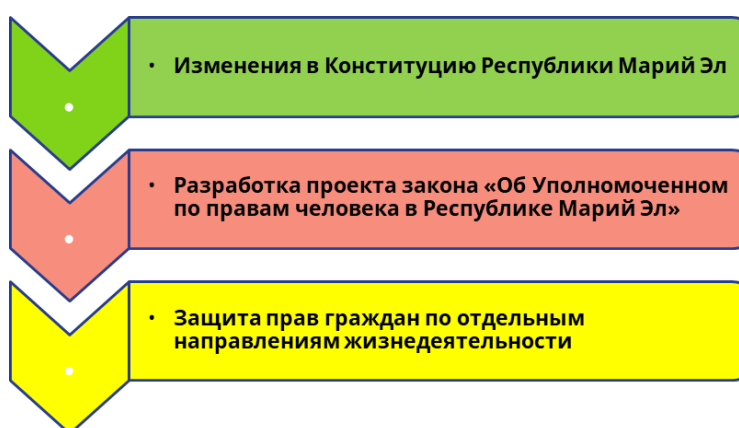 • Изменения в Конституцию Республики Марий Эл
• Разработка проекта закона «Об Уполномоченном
по правам человека в Республике Марий Эл»
• Защита прав граждан по отдельным
направлениям жизнедеятельности